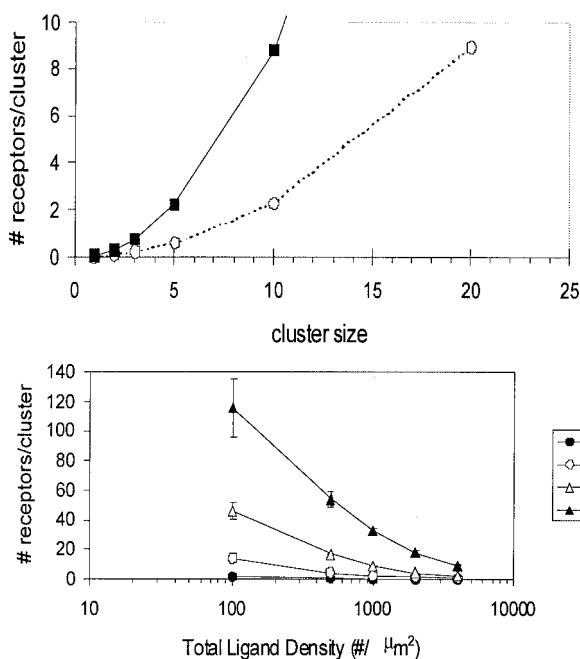 10
8
6
4
2
0
# receptors/cluster
0 5 10 15 20 25
cluster size
140
120
100
80
60
40
20
0
# receptors/cluster
10 100 1000 10000
Total Ligand Density (#/ μm²)